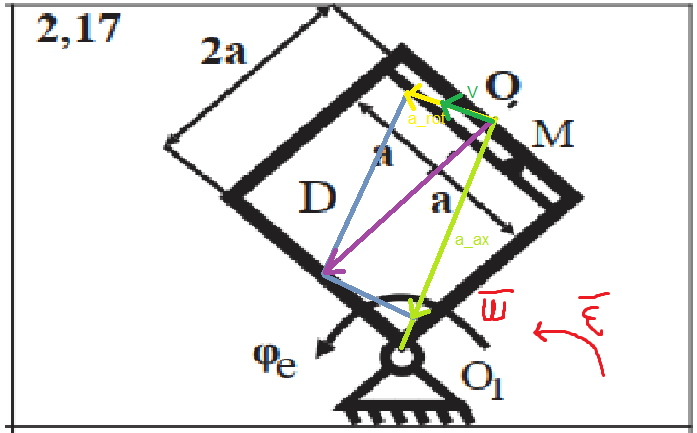 2,17
2a
O
v
a_rot
M
a
D
a
a_ax
ω
ε
φe
O1